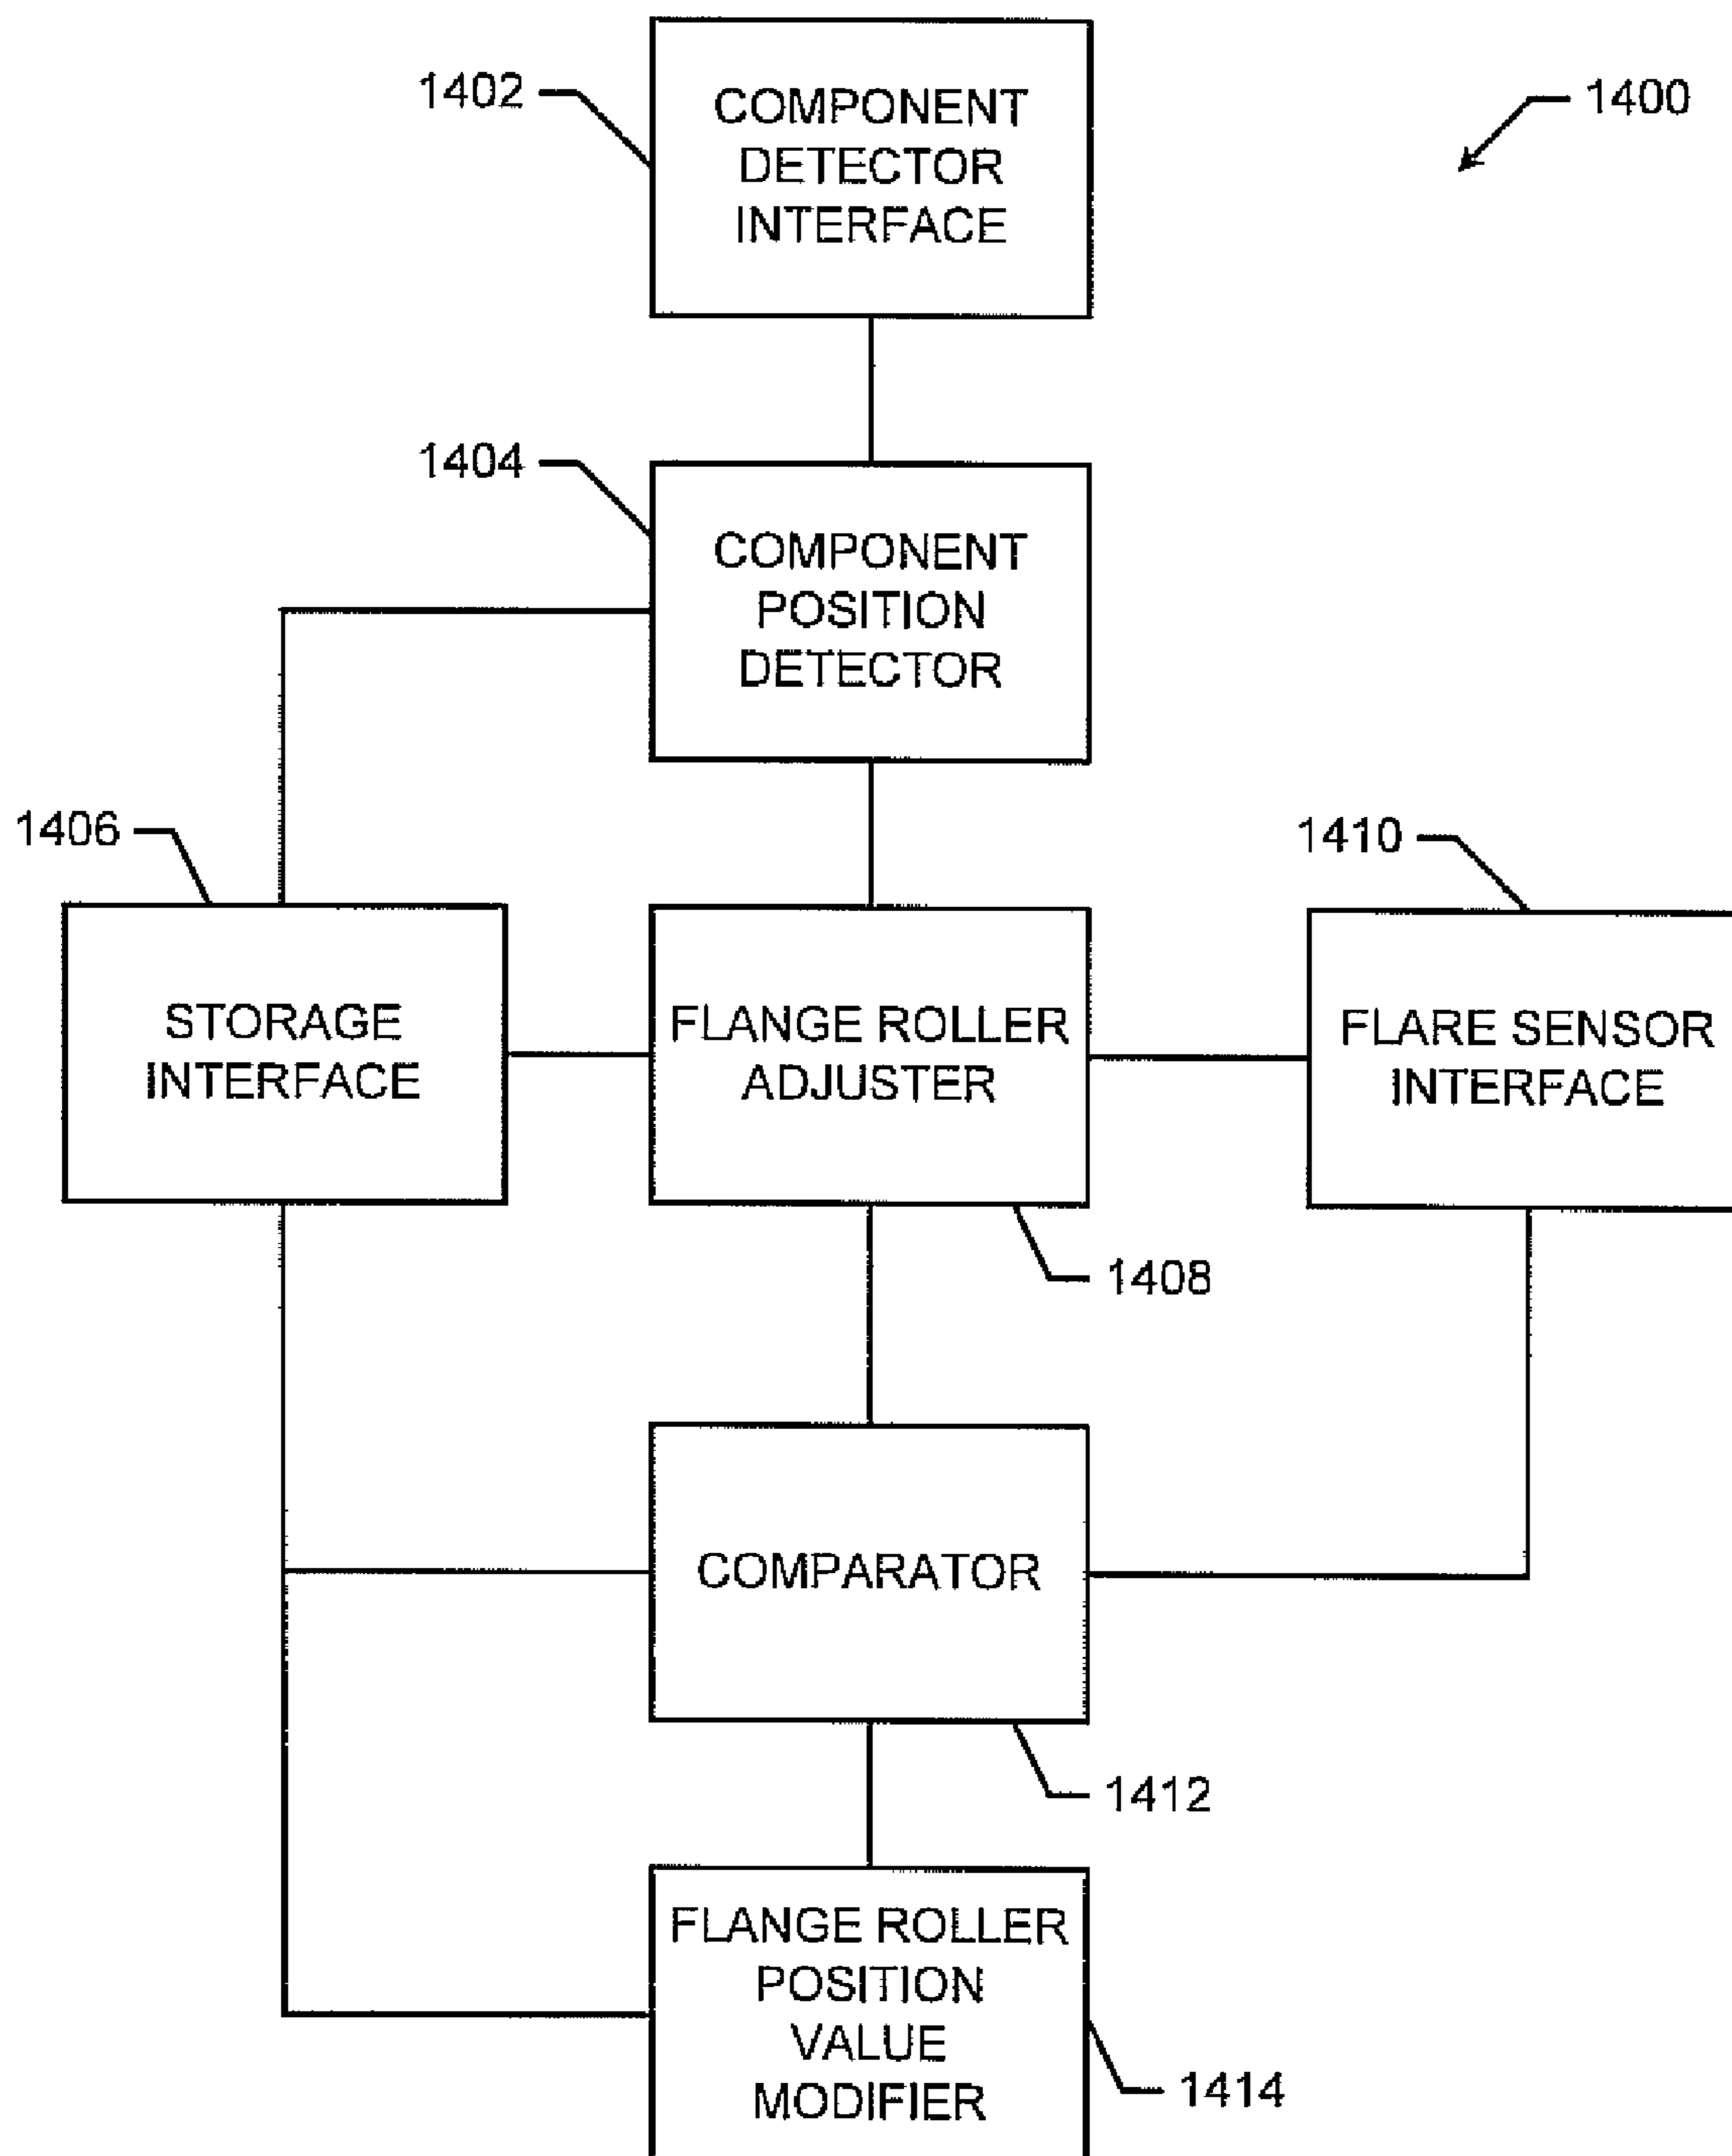 1402
COMPONENT
DETECTOR
INTERFACE
1400
1404
COMPONENT
POSITION
DETECTOR
1406
STORAGE
INTERFACE
FLANGE ROLLER
ADJUSTER
1408
1410
FLARE SENSOR
INTERFACE
COMPARATOR
1412
FLANGE ROLLER
POSITION
VALUE
MODIFIER
1414